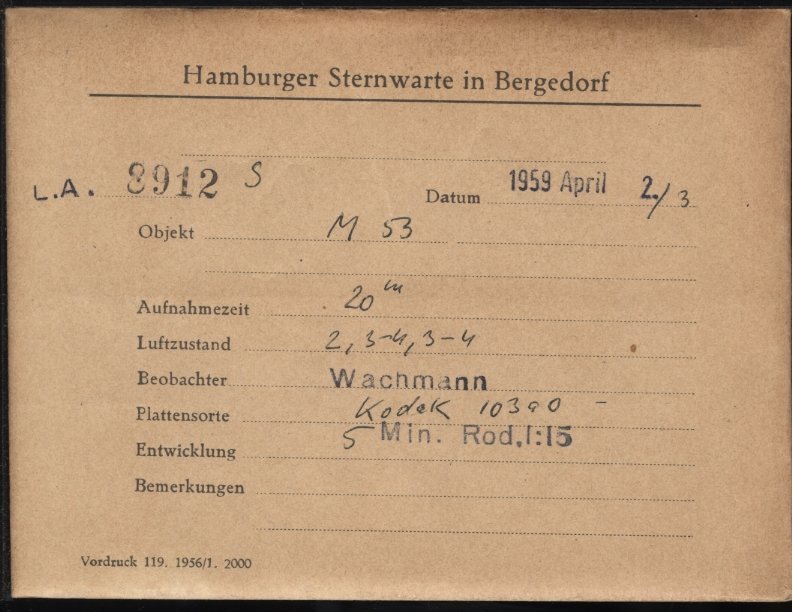 Hamburger Sternwarte in Bergedorf
L.A. 8912 S
Datum 1959 April 2./3
Objekt M 53
Aufnahmezeit 20m
Luftzustand 2, 3-4, 3-4
Beobachter Wachmann
Plattensorte Kodak 103a0 -
Entwicklung 5 Min. Rod.1:15
Bemerkungen
Vordruck 119. 1956/1. 2000